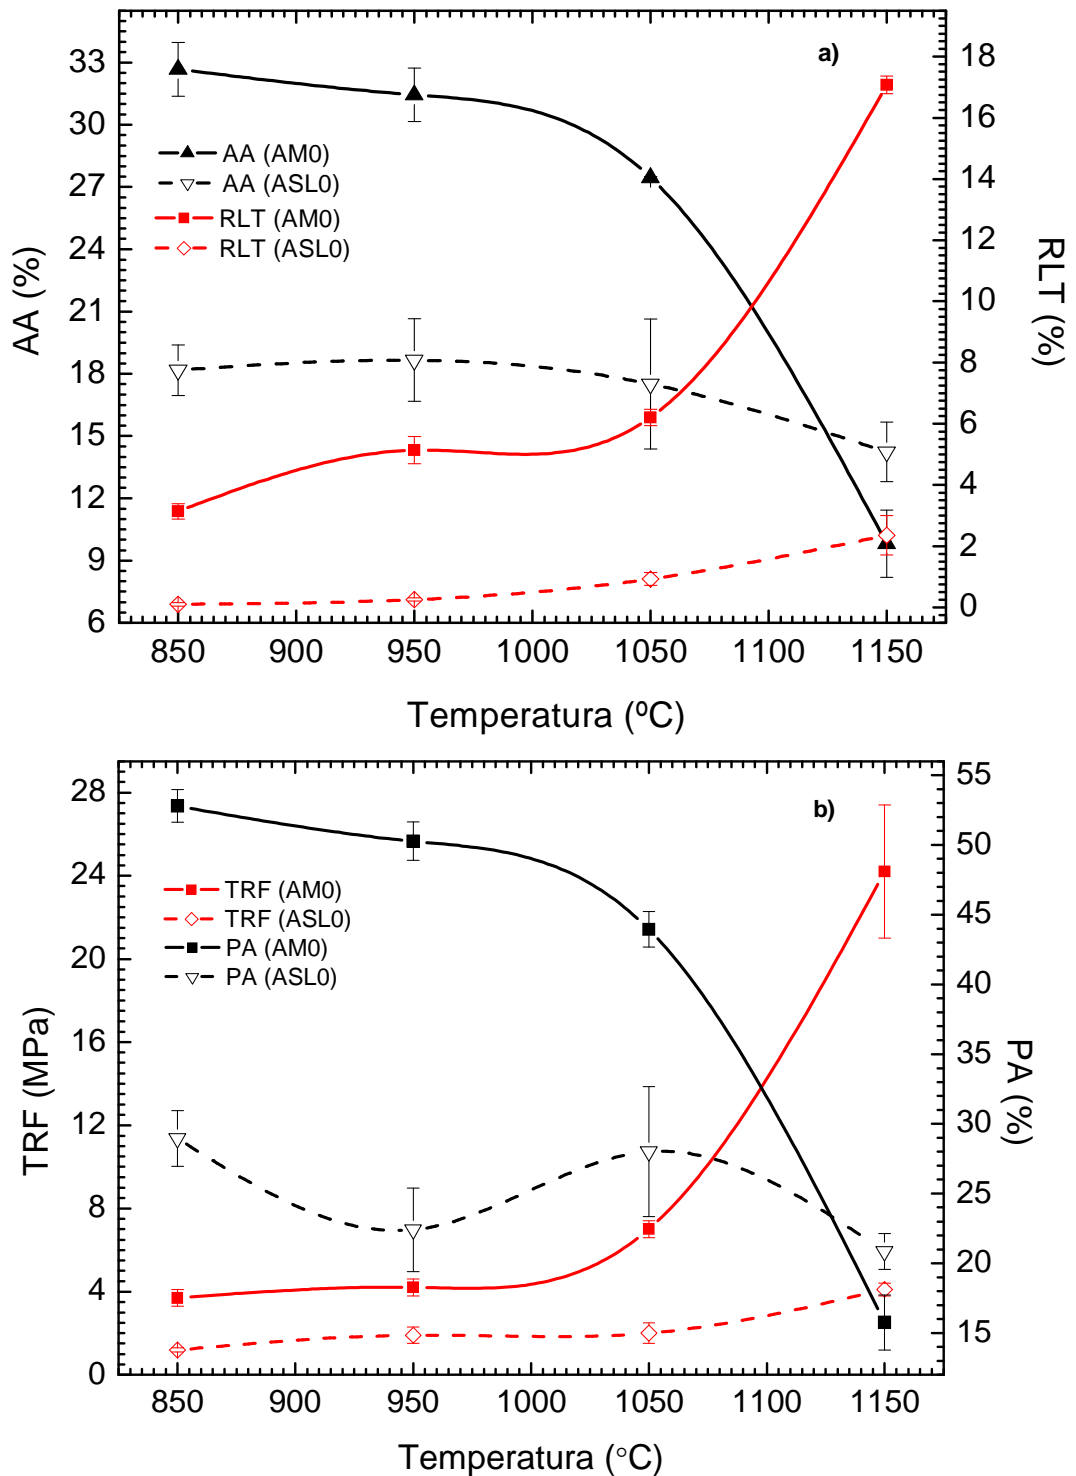 a)
33
30
27
24
21
18
15
12
9
6
AA (%)
AA (AM0)
AA (ASL0)
RLT (AM0)
RLT (ASL0)
18
16
14
12
10
8
6
4
2
0
RLT (%)
850 900 950 1000 1050 1100 1150
Temperatura (ºC)
b)
28
24
20
16
12
8
4
0
TRF (MPa)
TRF (AM0)
TRF (ASL0)
PA (AM0)
PA (ASL0)
55
50
45
40
35
30
25
20
15
PA (%)
850 900 950 1000 1050 1100 1150
Temperatura (°C)